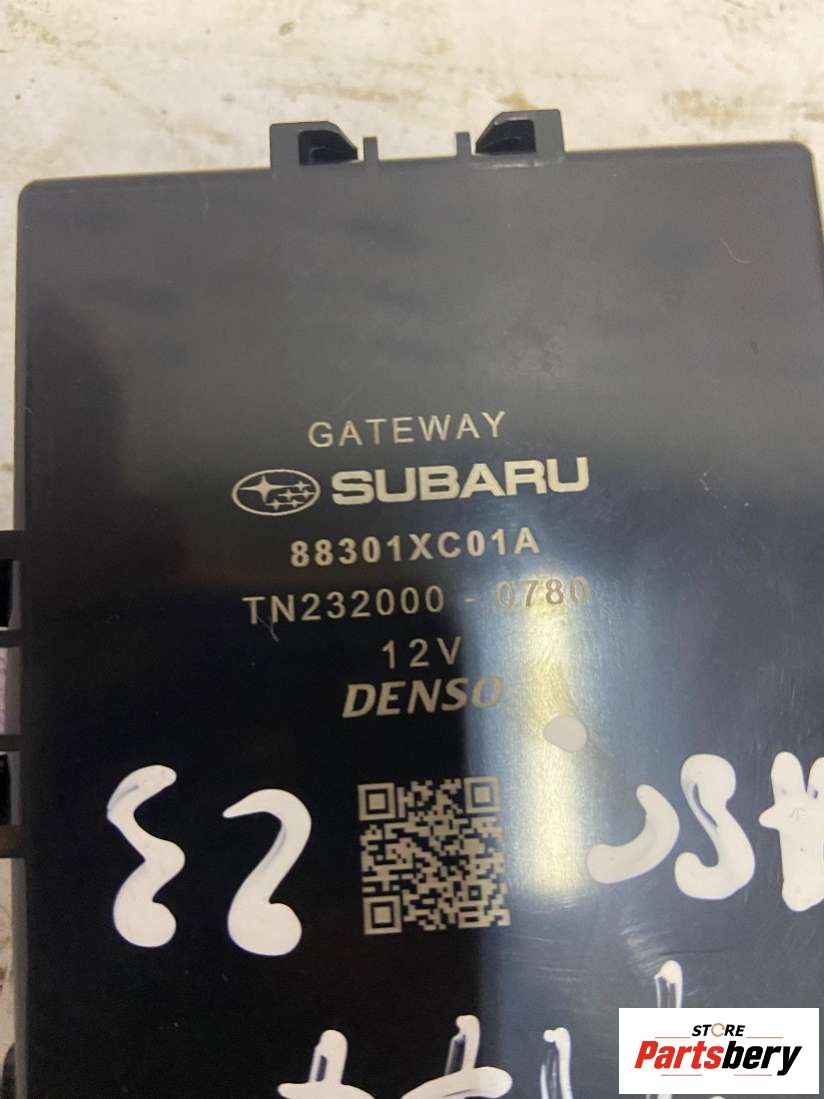 GATEWAY
SUBARU
88301XC01A
TN232000-0780
12V
DENSO
STORE
Partsbery